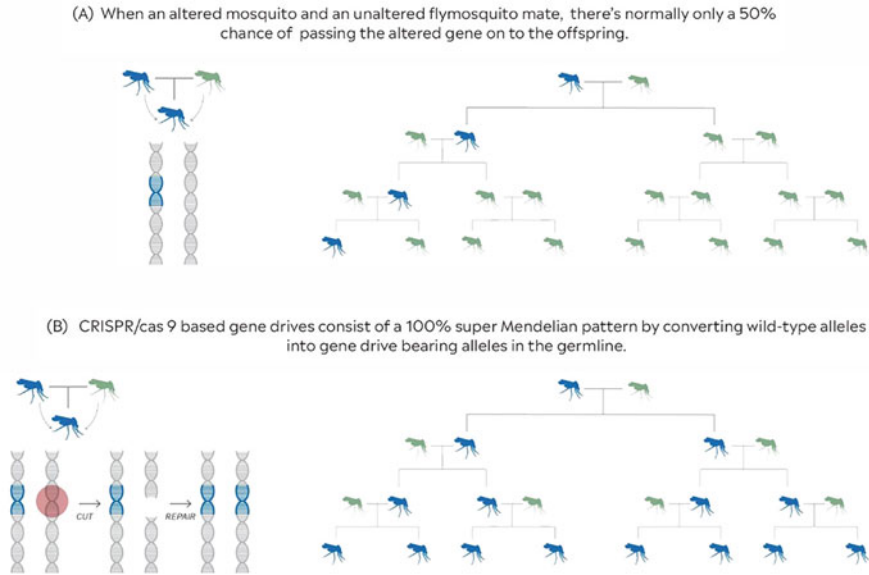 (A) When an altered mosquito and an unaltered flymosquito mate, there's normally only a 50%
chance of passing the altered gene on to the offspring.
(B) CRISPR/cas 9 based gene drives consist of a 100% super Mendelian pattern by converting wild-type alleles
into gene drive bearing alleles in the germline.
CUT
REPAIR